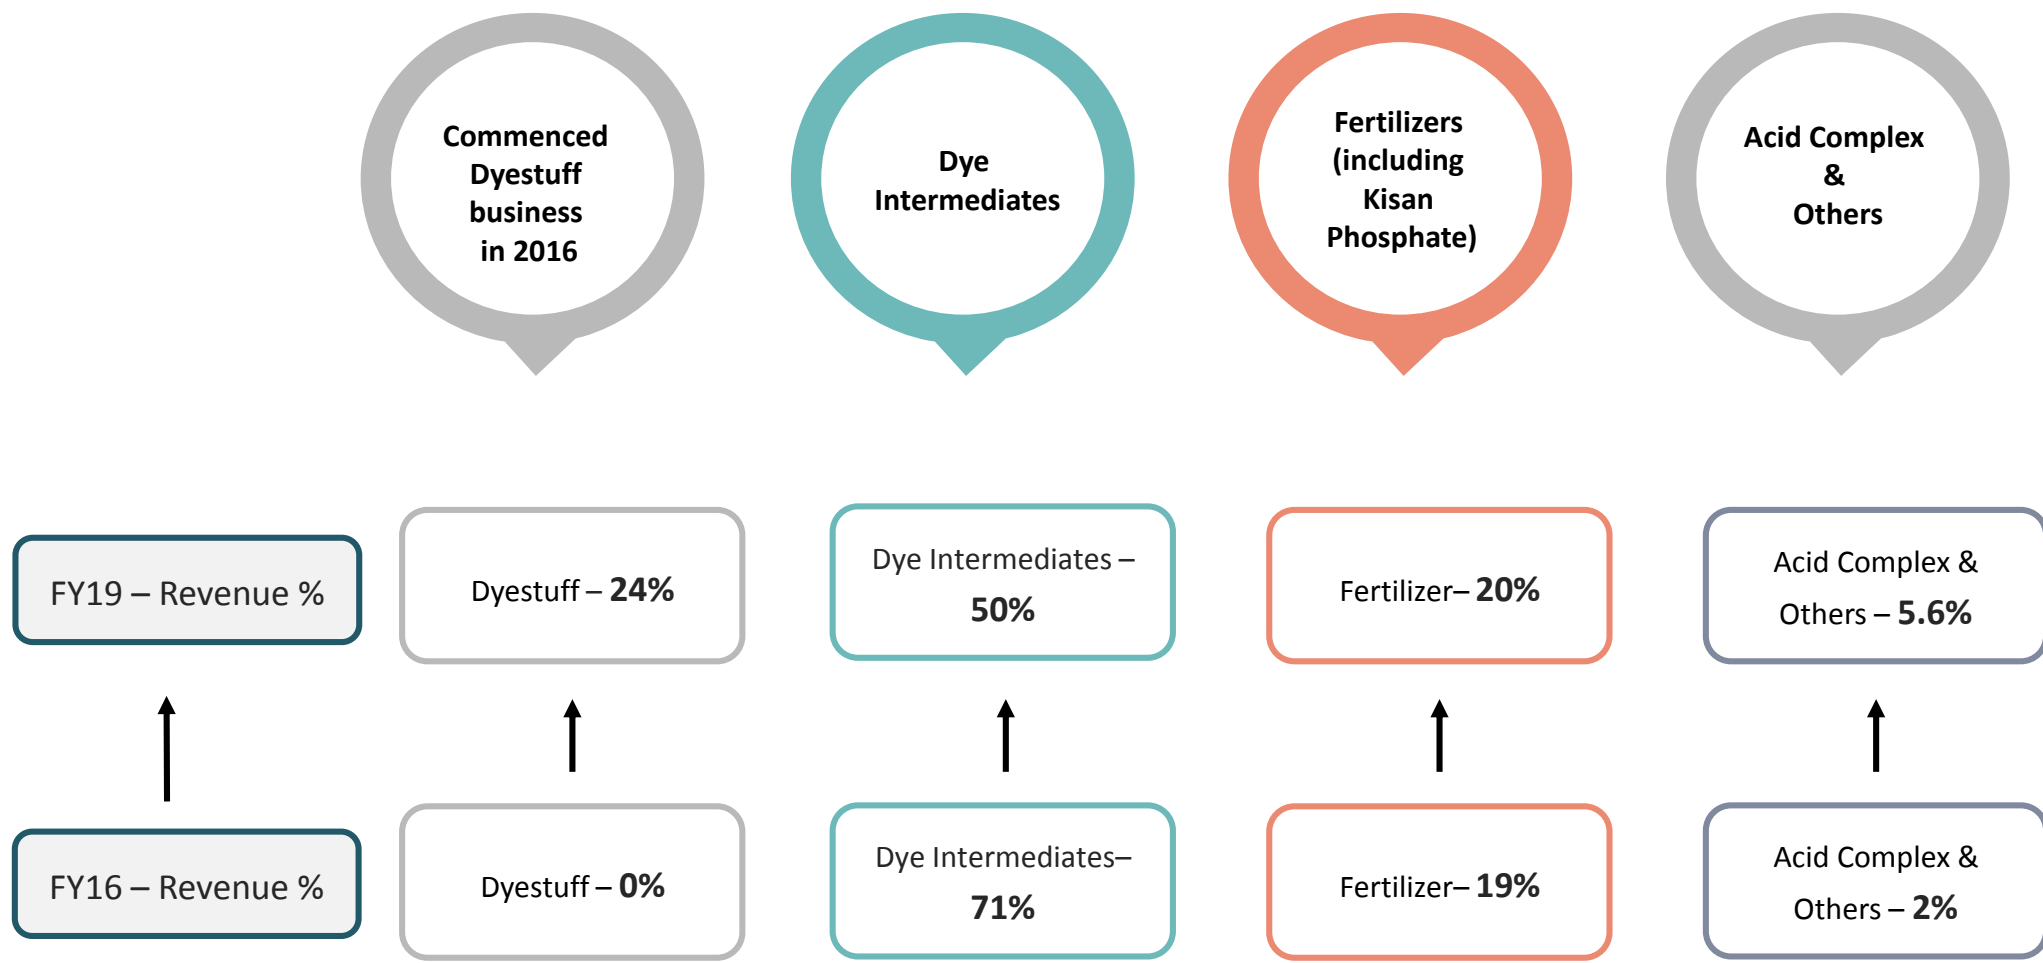 Commenced
Dyestuff
business
in 2016
Dye
Intermediates
Fertilizers
(including
Kisan
Phosphate)
Acid Complex
&
Others
FY19 – Revenue %
Dyestuff – 24%
Dye Intermediates –
50%
Fertilizer– 20%
Acid Complex &
Others – 5.6%
FY16 – Revenue %
Dyestuff – 0%
Dye Intermediates–
71%
Fertilizer– 19%
Acid Complex &
Others – 2%